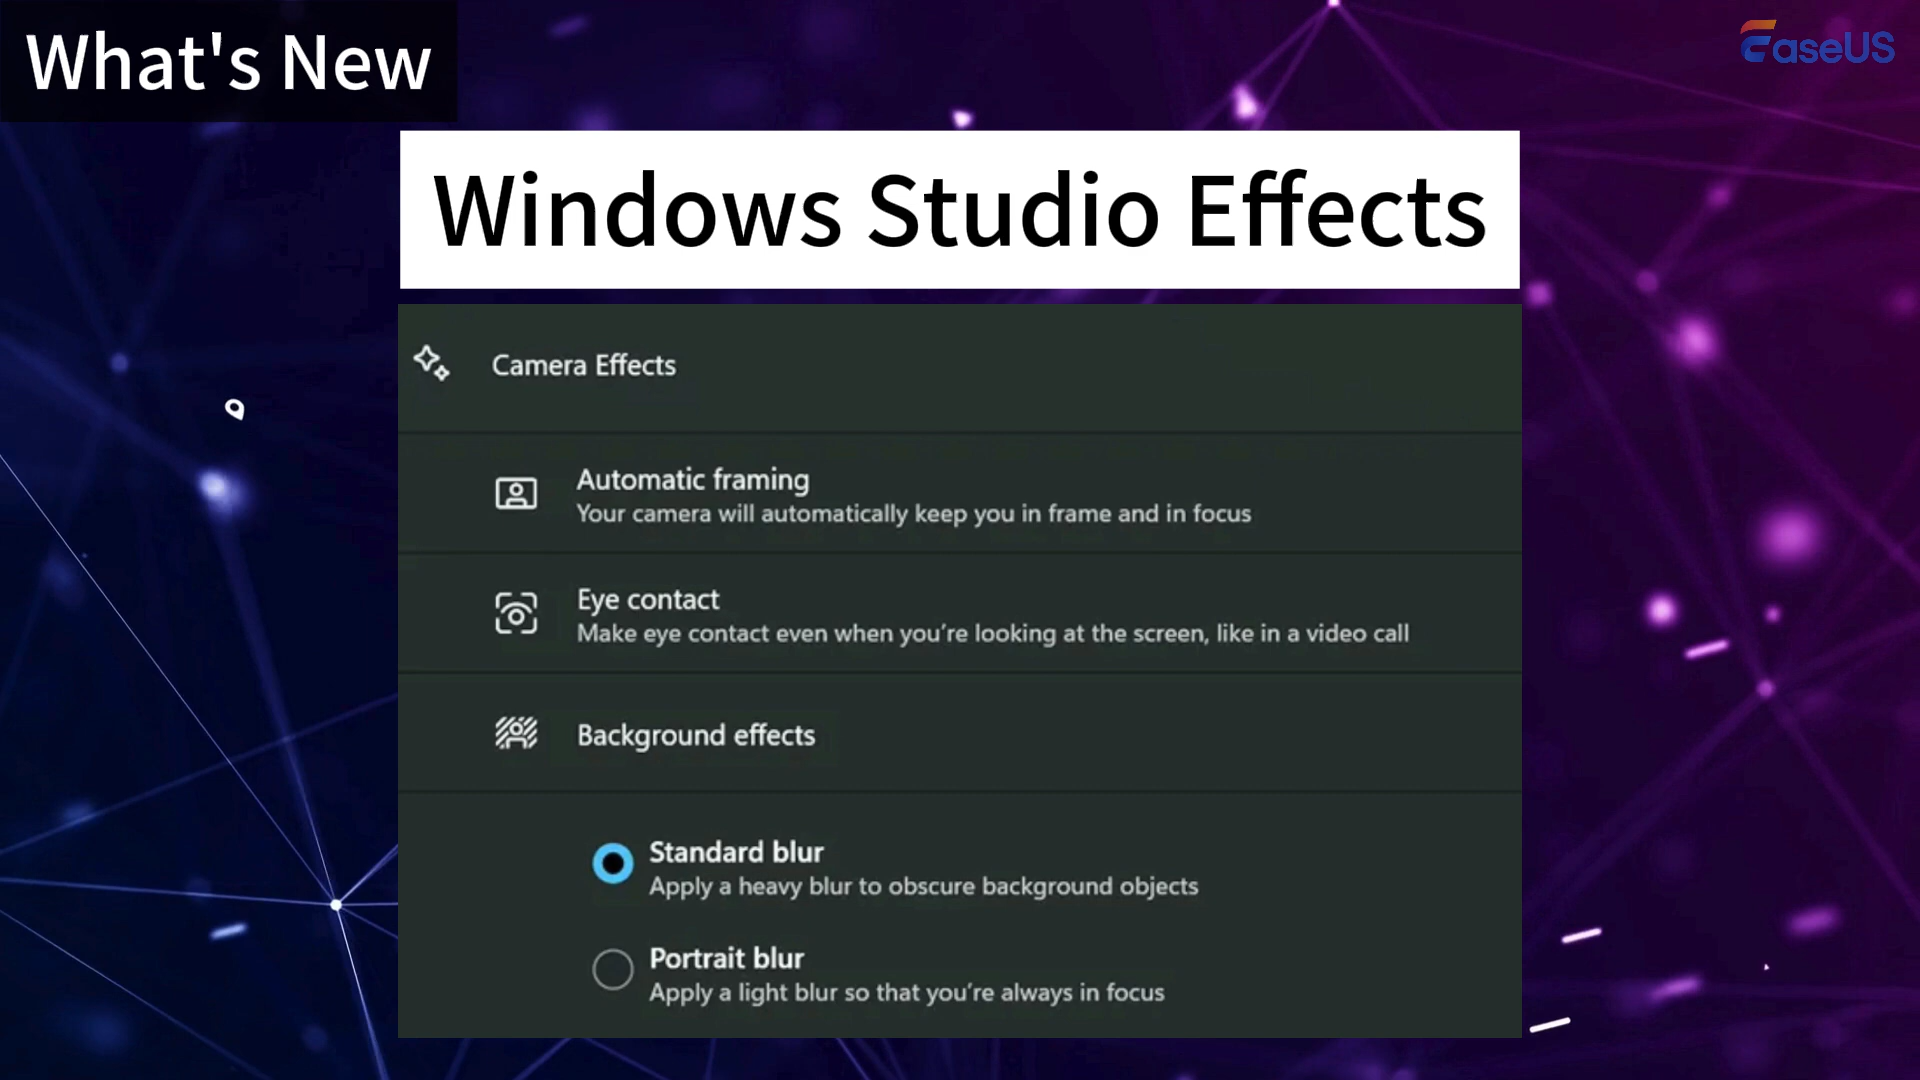 What's New
EaseUS
Windows Studio Effects
Camera Effects
Automatic framing
Your camera will automatically keep you in frame and in focus
Eye contact
Make eye contact even when you’re looking at the screen, like in a video call
Background effects
Standard blur
Apply a heavy blur to obscure background objects
Portrait blur
Apply a light blur so that you’re always in focus